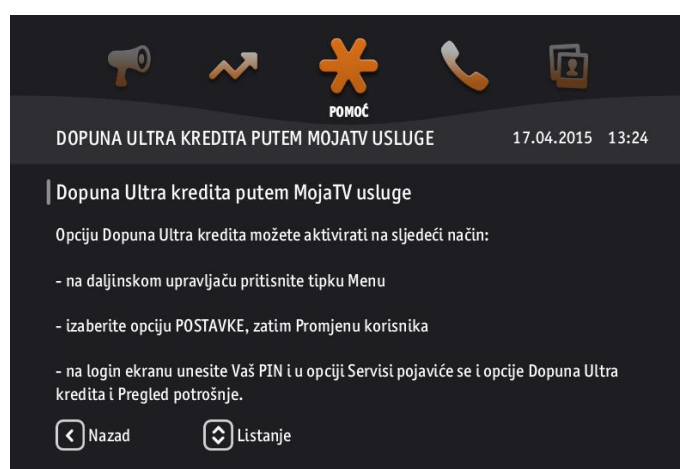 POMOĆ
DOPUNA ULTRA KREDITA PUTEM MOJATV USLUGE 17.04.2015 13:24
Dopuna Ultra kredita putem MojaTV usluge
Opciju Dopuna Ultra kredita možete aktivirati na sljedeći način:
- na daljinskom upravljaču pritisnite tipku Menu
- izaberite opciju POSTAVKE, zatim Promjenu korisnika
- na login ekranu unesite Vaš PIN i u opciji Servisi pojaviće se i opcije Dopuna Ultra
kredita i Pregled potrošnje.
Nazad Listanje